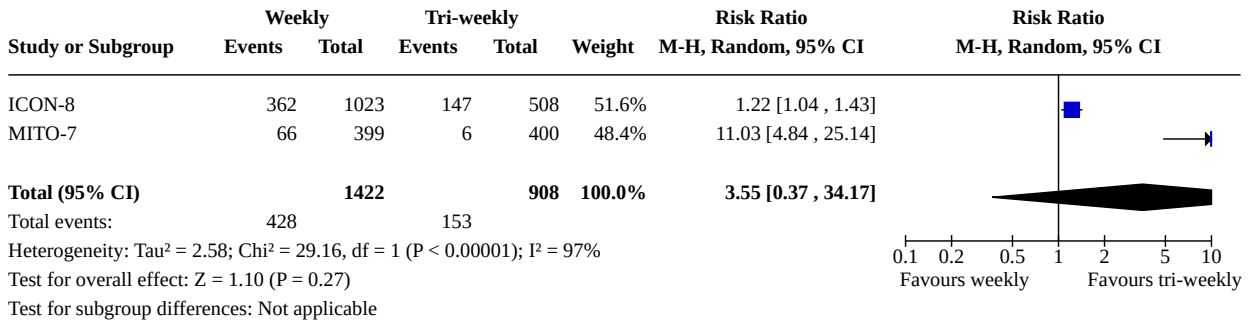 Weekly Tri-weekly Risk Ratio Risk Ratio
Study or Subgroup Events Total Events Total Weight M-H, Random, 95% CI M-H, Random, 95% CI
ICON-8 362 1023 147 508 51.6% 1.22 [1.04 , 1.43]
MITO-7 66 399 6 400 48.4% 11.03 [4.84 , 25.14]
Total (95% CI) 1422 908 100.0% 3.55 [0.37 , 34.17]
Total events: 428 153
Heterogeneity: Tau² = 2.58; Chi² = 29.16, df = 1 (P < 0.00001); I² = 97%
0.1 0.2 0.5 1 2 5 10
Test for overall effect: Z = 1.10 (P = 0.27)
Favours weekly Favours tri-weekly
Test for subgroup differences: Not applicable